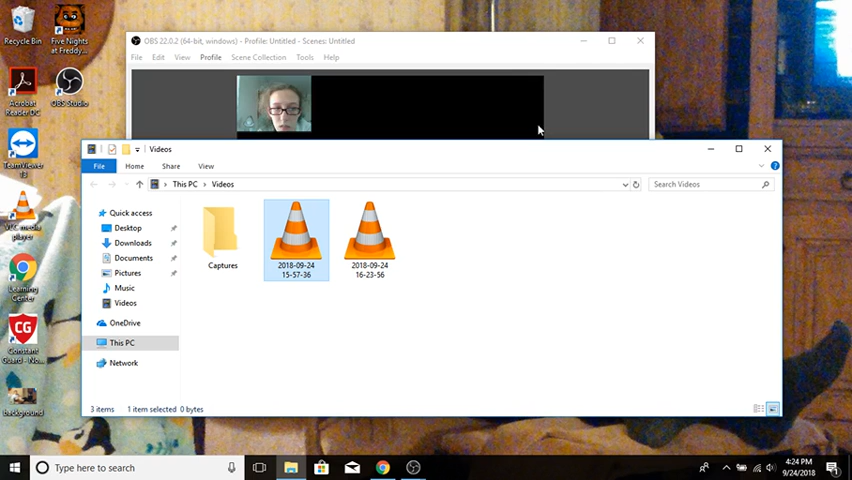 Recycle Bin
Five Nights
at Freddy...
Acrobat
Reader DC
OBS Studio
TeamViewer
13
VLC media
player
Learning
Center
Constant
Guard - No...
background
OBS 22.0.2 (64-bit, windows) - Profile: Untitled - Scenes: Untitled
File Edit View Profile Scene Collection Tools Help
Videos
File Home Share View
This PC > Videos
Search Videos
Quick access
Desktop
Downloads
Documents
Pictures
Music
Videos
OneDrive
This PC
Network
Captures
2018-09-24
15-57-36
2018-09-24
16-23-56
3 items 1 item selected 0 bytes
Type here to search
4:24 PM
9/24/2018